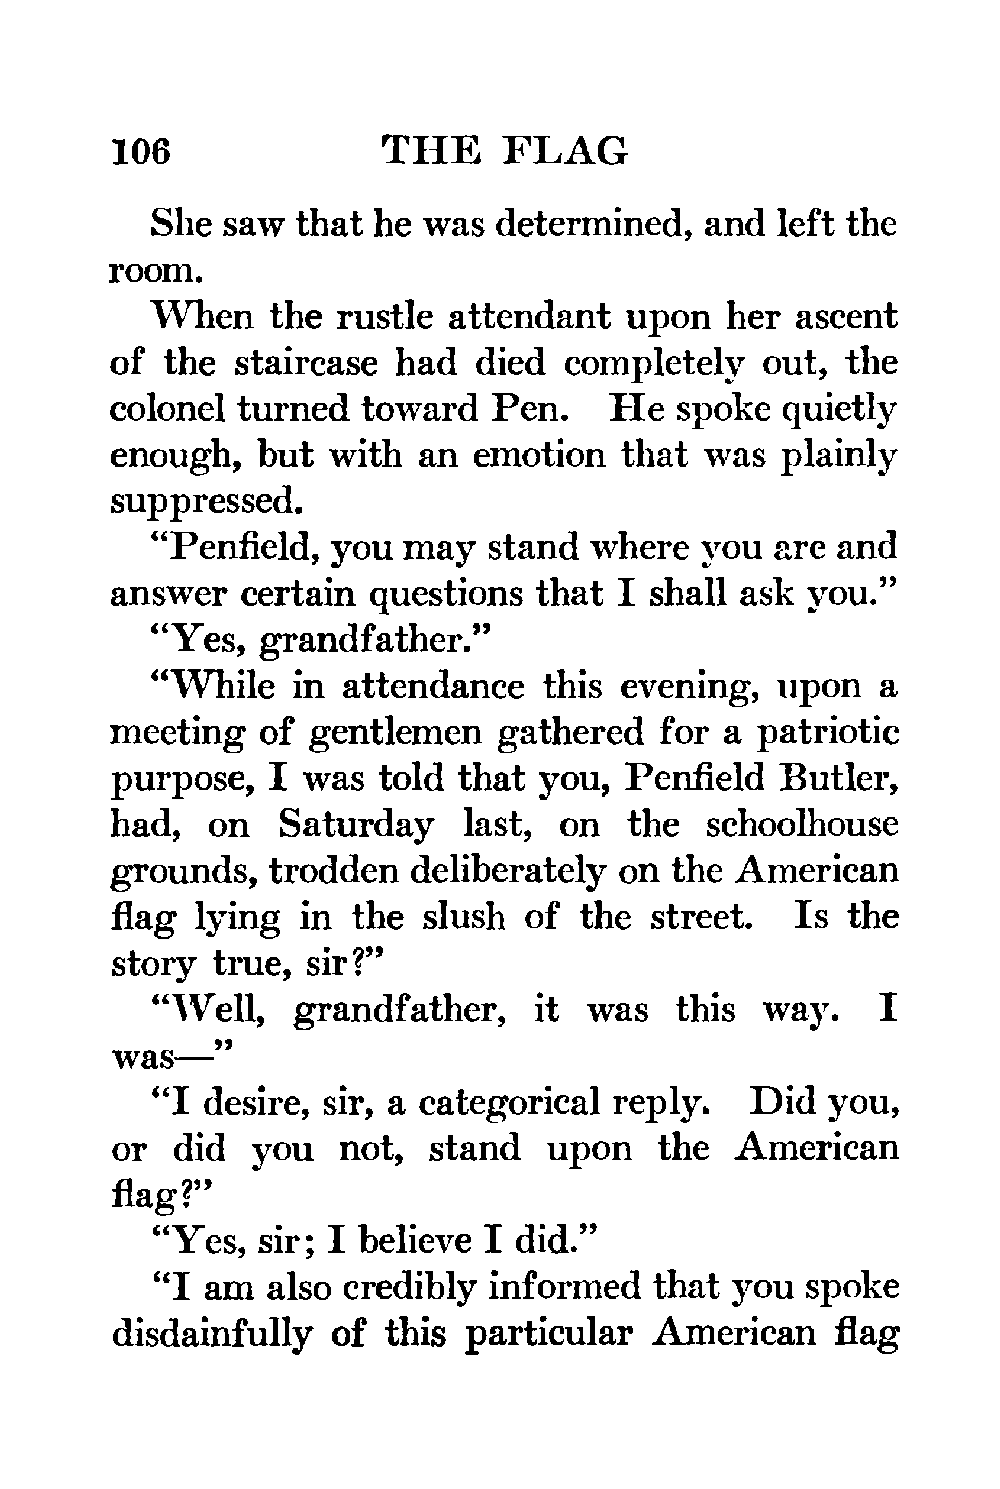 106 THE FLAG
She saw that he was determined, and left the
room.
When the rustle attendant upon her ascent
of the staircase had died completely out, the
colonel turned toward Pen. He spoke quietly
enough, but with an emotion that was plainly
suppressed.
“Penfield, you may stand where you are and
answer certain questions that I shall ask you.”
“Yes, grandfather.”
“While in attendance this evening, upon a
meeting of gentlemen gathered for a patriotic
purpose, I was told that you, Penfield Butler,
had, on Saturday last, on the schoolhouse
grounds, trodden deliberately on the American
flag lying in the slush of the street. Is the
story true, sir?”
“Well, grandfather, it was this way. I
was—”
“I desire, sir, a categorical reply. Did you,
or did you not, stand upon the American
flag?”
“Yes, sir; I believe I did.”
“I am also credibly informed that you spoke
disdainfully of this particular American flag